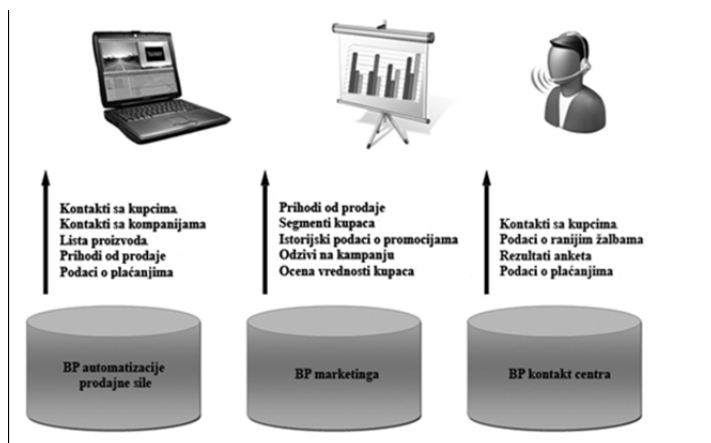 Kontakti sa kupcima
Kontakti sa kompanijama
Lista proizvoda
Prihodi od prodaje
Podaci o plaćanjima
Prihodi od prodaje
Segmenti kupaca
Istorijski podaci o promocijama
Odzivi na kampanju
Ocena vrednosti kupaca
Kontakti sa kupcima
Podaci o ranijim žalbama
Rezultati anketa
Podaci o plaćanjima
BP automatizacije
prodajne sile
BP marketinga
BP kontakt centra